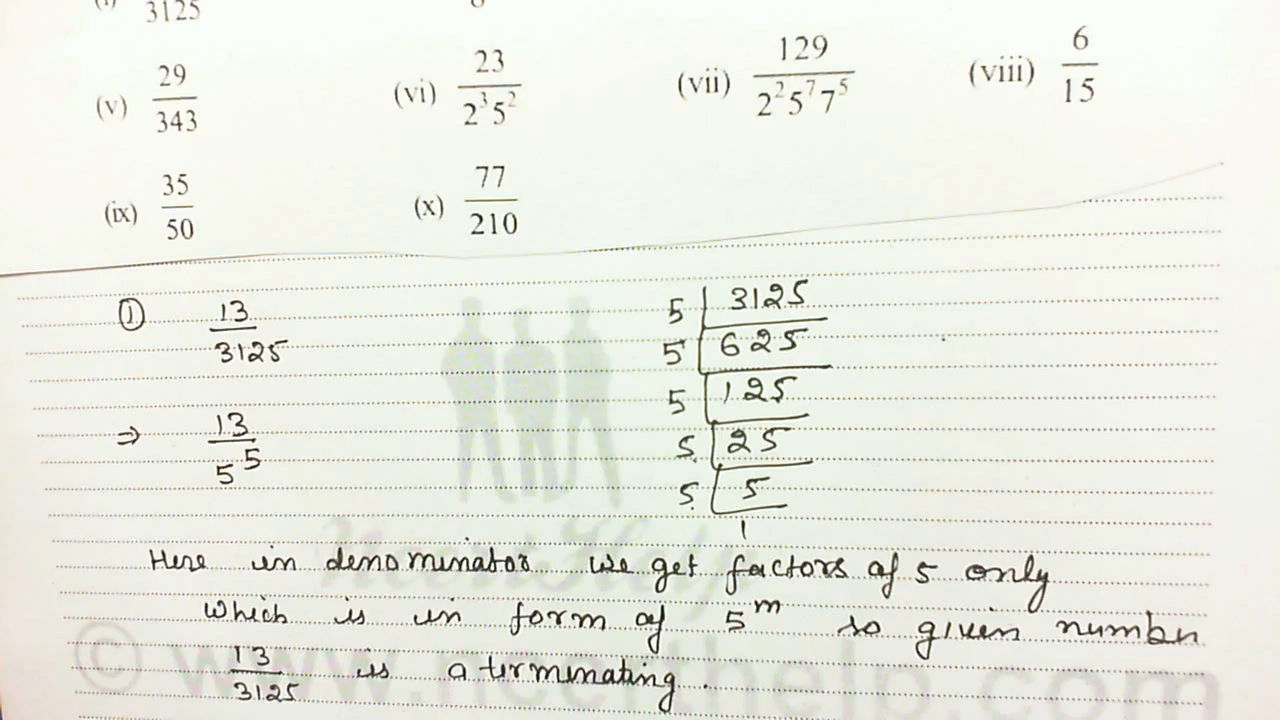 3125
(v) 29/343 (vi) 23/2³5² (vii) 129/2²5⁷7⁵ (viii) 6/15
(ix) 35/50 (x) 77/210
① 13/3125
⇒ 13/5⁵
5 | 3125
5 | 625
5 | 125
5 | 25
5 | 5
1
Here in denominator we get factors of 5 only
which is in form of 5ᵐ so given number
13/3125 is a terminating.